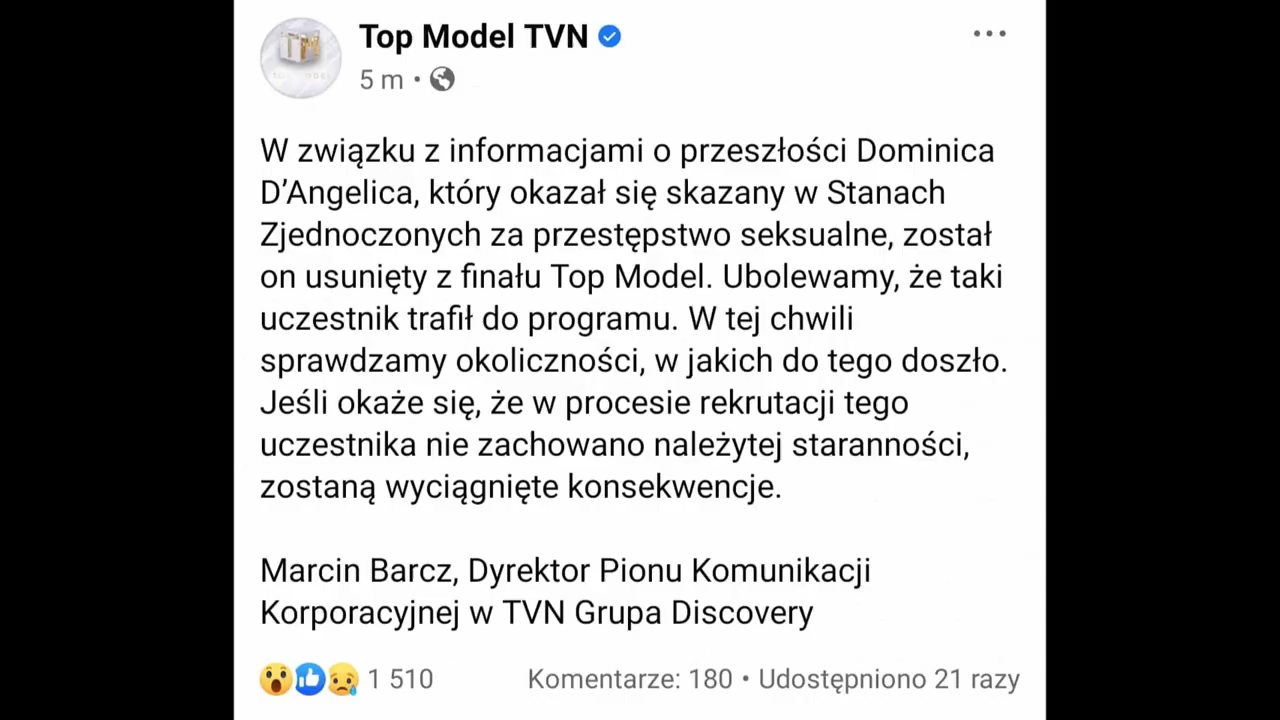 Top Model TVN
5 m
W związku z informacjami o przeszłości Dominica
D’Angelica, który okazał się skazany w Stanach
Zjednoczonych za przestępstwo seksualne, został
on usunięty z finału Top Model. Ubolewamy, że taki
uczestnik trafił do programu. W tej chwili
sprawdzamy okoliczności, w jakich do tego doszło.
Jeśli okaże się, że w procesie rekrutacji tego
uczestnika nie zachowano należytej staranności,
zostaną wyciągnięte konsekwencje.
Marcin Barcz, Dyrektor Pionu Komunikacji
Korporacyjnej w TVN Grupa Discovery
1 510 Komentarze: 180 • Udostępniono 21 razy